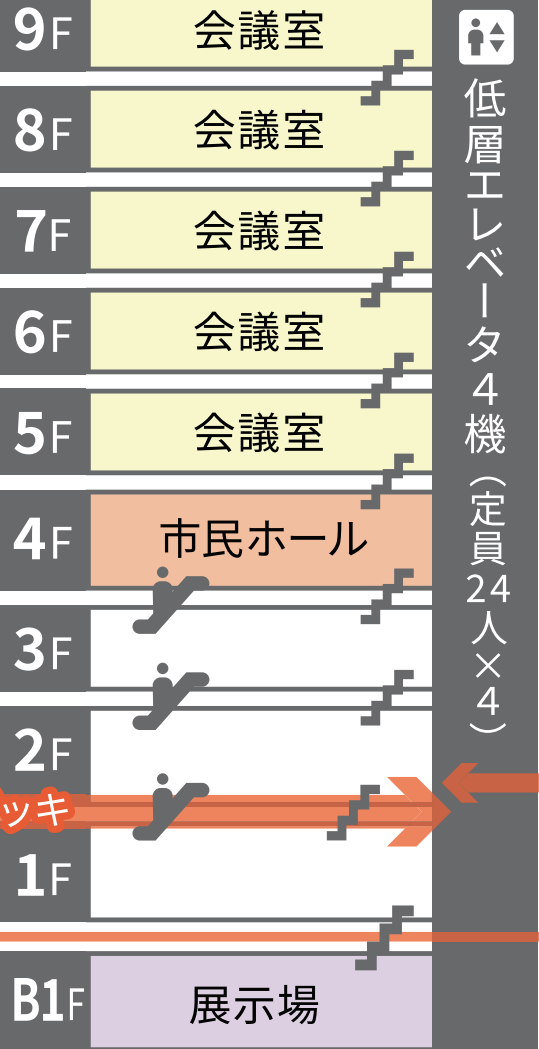 9F 会議室
8F 会議室
7F 会議室
6F 会議室
5F 会議室
4F 市民ホール
3F
2F
ッキ
1F
B1F 展示場
低層エレベータ4機（定員24人×4）